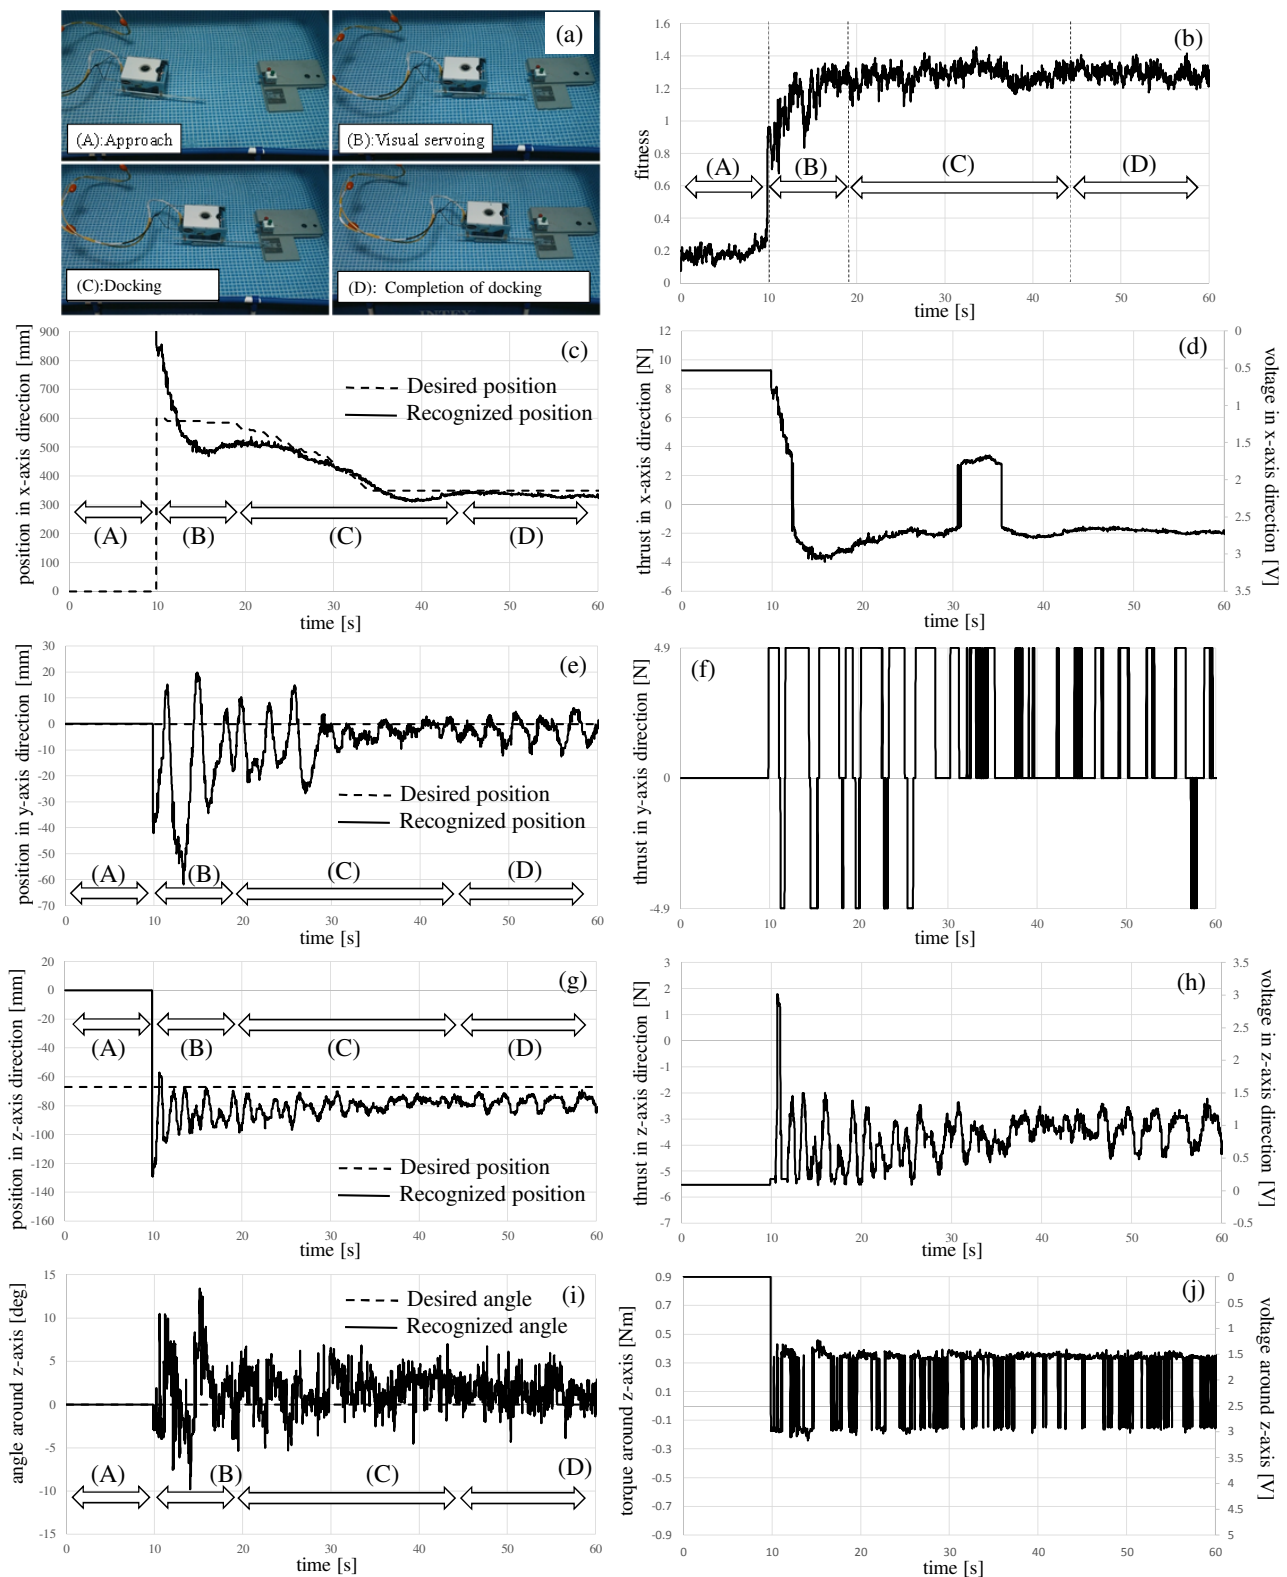 (a)
(A):Approach
(B):Visual servoing
(C):Docking
(D): Completion of docking
INTEX
(b)
fitness
1.6
1.4
1.2
1
0.8
0.6
0.4
0.2
0
(A)
(B)
(C)
(D)
0 10 20 30 40 50 60
time [s]
(c)
position in x-axis direction [mm]
900
800
700
600
500
400
300
200
100
0
Desired position
Recognized position
(A)
(B)
(C)
(D)
0 10 20 30 40 50 60
time [s]
(d)
thrust in x-axis direction [N]
12
10
8
6
4
2
0
-2
-4
-6
voltage in x-axis direction [V]
0
0.5
1
1.5
2
2.5
3
3.5
0 10 20 30 40 50 60
time [s]
(e)
position in y-axis direction [mm]
30
20
10
0
-10
-20
-30
-40
-50
-60
-70
Desired position
Recognized position
(A)
(B)
(C)
(D)
0 10 20 30 40 50 60
time [s]
(f)
thrust in y-axis direction [N]
4.9
0
-4.9
0 10 20 30 40 50 60
time [s]
(g)
position in z-axis direction [mm]
20
0
-20
-40
-60
-80
-100
-120
-140
-160
(A)
(B)
(C)
(D)
Desired position
Recognized position
0 10 20 30 40 50 60
time [s]
(h)
thrust in z-axis direction [N]
3
2
1
0
-1
-2
-3
-4
-5
-6
-7
voltage in z-axis direction [V]
3.5
3
2.5
2
1.5
1
0.5
0
-0.5
0 10 20 30 40 50 60
time [s]
(i)
angle around z-axis [deg]
15
10
5
0
-5
-10
-15
Desired angle
Recognized angle
(A)
(B)
(C)
(D)
0 10 20 30 40 50 60
time [s]
(j)
torque around z-axis [Nm]
0.9
0.7
0.5
0.3
0.1
-0.1
-0.3
-0.5
-0.7
-0.9
voltage around z-axis [V]
0
0.5
1
1.5
2
2.5
3
3.5
4
4.5
5
0 10 20 30 40 50 60
time [s]